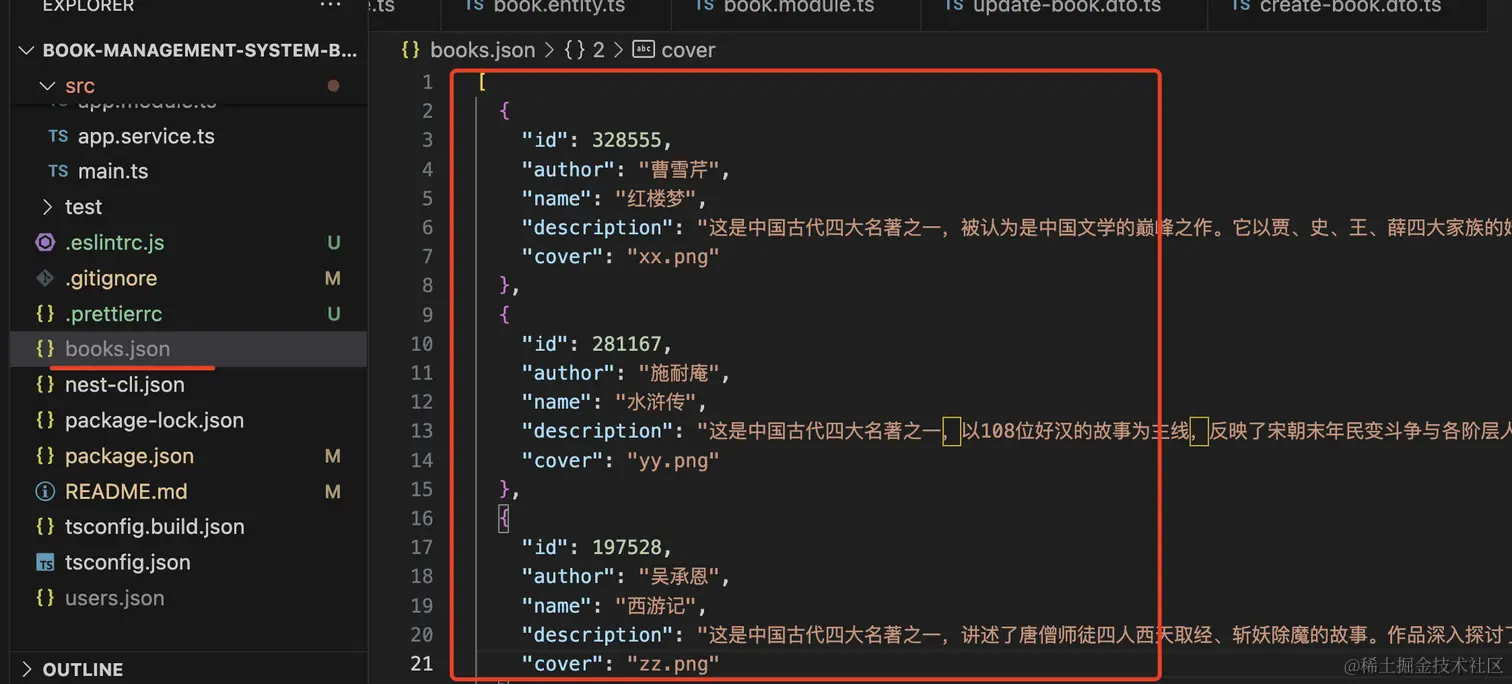 EXPLORER ···
BOOK-MANAGEMENT-SYSTEM-B...
src
app.module.ts
TS app.service.ts
TS main.ts
test
.eslintrc.js U
.gitignore M
{} .prettierrc U
{} books.json
{} nest-cli.json
{} package-lock.json
{} package.json M
README.md M
{} tsconfig.build.json
TS tsconfig.json
{} users.json
OUTLINE
e.ts TS book.entity.ts TS book.module.ts TS update-book.dto.ts TS create-book.dto.ts
{} books.json > {} 2 > abc cover
1 [
2 {
3 "id": 328555,
4 "author": "曹雪芹",
5 "name": "红楼梦",
6 "description": "这是中国古代四大名著之一，被认为是中国文学的巅峰之作。它以贾、史、王、薛四大家族的
7 "cover": "xx.png"
8 },
9 {
10 "id": 281167,
11 "author": "施耐庵",
12 "name": "水浒传",
13 "description": "这是中国古代四大名著之一，以108位好汉的故事为主线，反映了宋朝末年民变斗争与各阶层人
14 "cover": "yy.png"
15 },
16 {
17 "id": 197528,
18 "author": "吴承恩",
19 "name": "西游记",
20 "description": "这是中国古代四大名著之一，讲述了唐僧师徒四人西天取经、斩妖除魔的故事。作品深入探讨了
21 "cover": "zz.png"
@稀土掘金技术社区